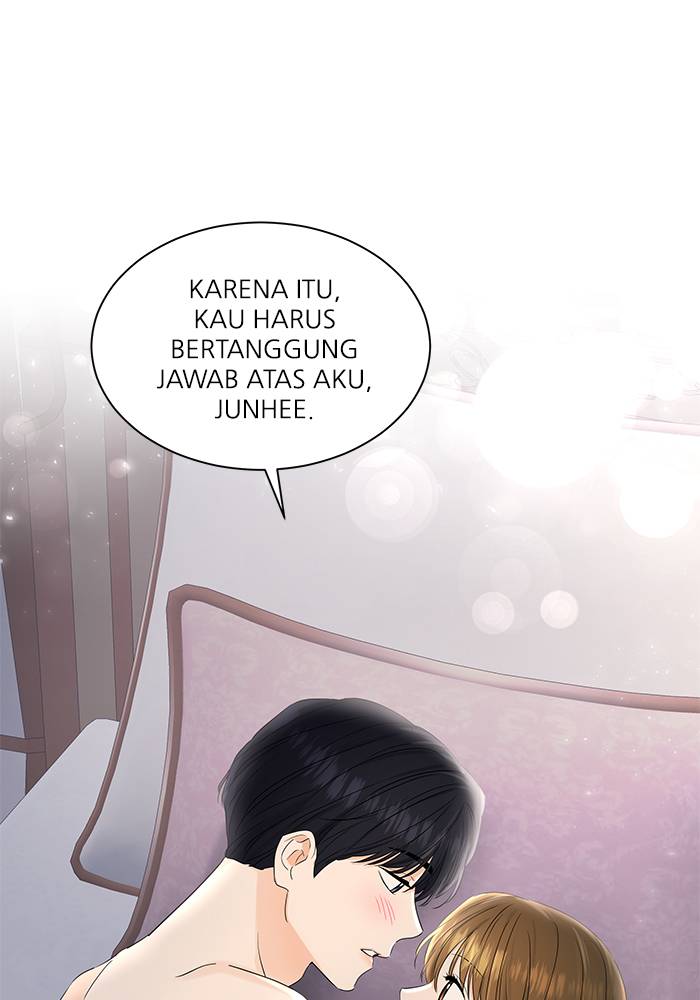 KARENA ITU,
KAU HARUS
BERTANGGUNG
JAWAB ATAS AKU,
JUNHEE.